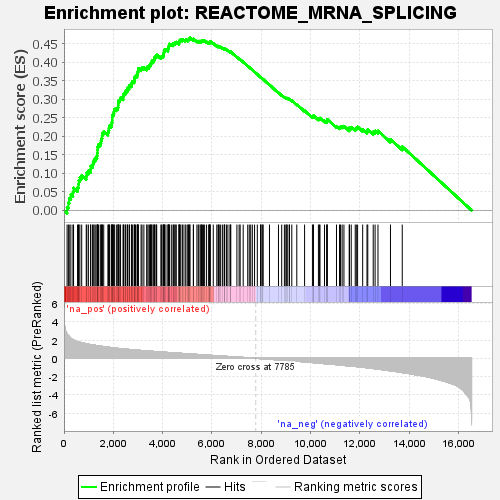 Enrichment plot: REACTOME_MRNA_SPLICING
Enrichment score (ES)
0.45
0.40
0.35
0.30
0.25
0.20
0.15
0.10
0.05
0.00
Ranked list metric (PreRanked)
6
4
2
0
-2
-4
-6
'na_pos' (positively correlated)
Zero cross at 7785
'na_neg' (negatively correlated)
0 2,000 4,000 6,000 8,000 10,000 12,000 14,000 16,000
Rank in Ordered Dataset
Enrichment profile Hits Ranking metric scores